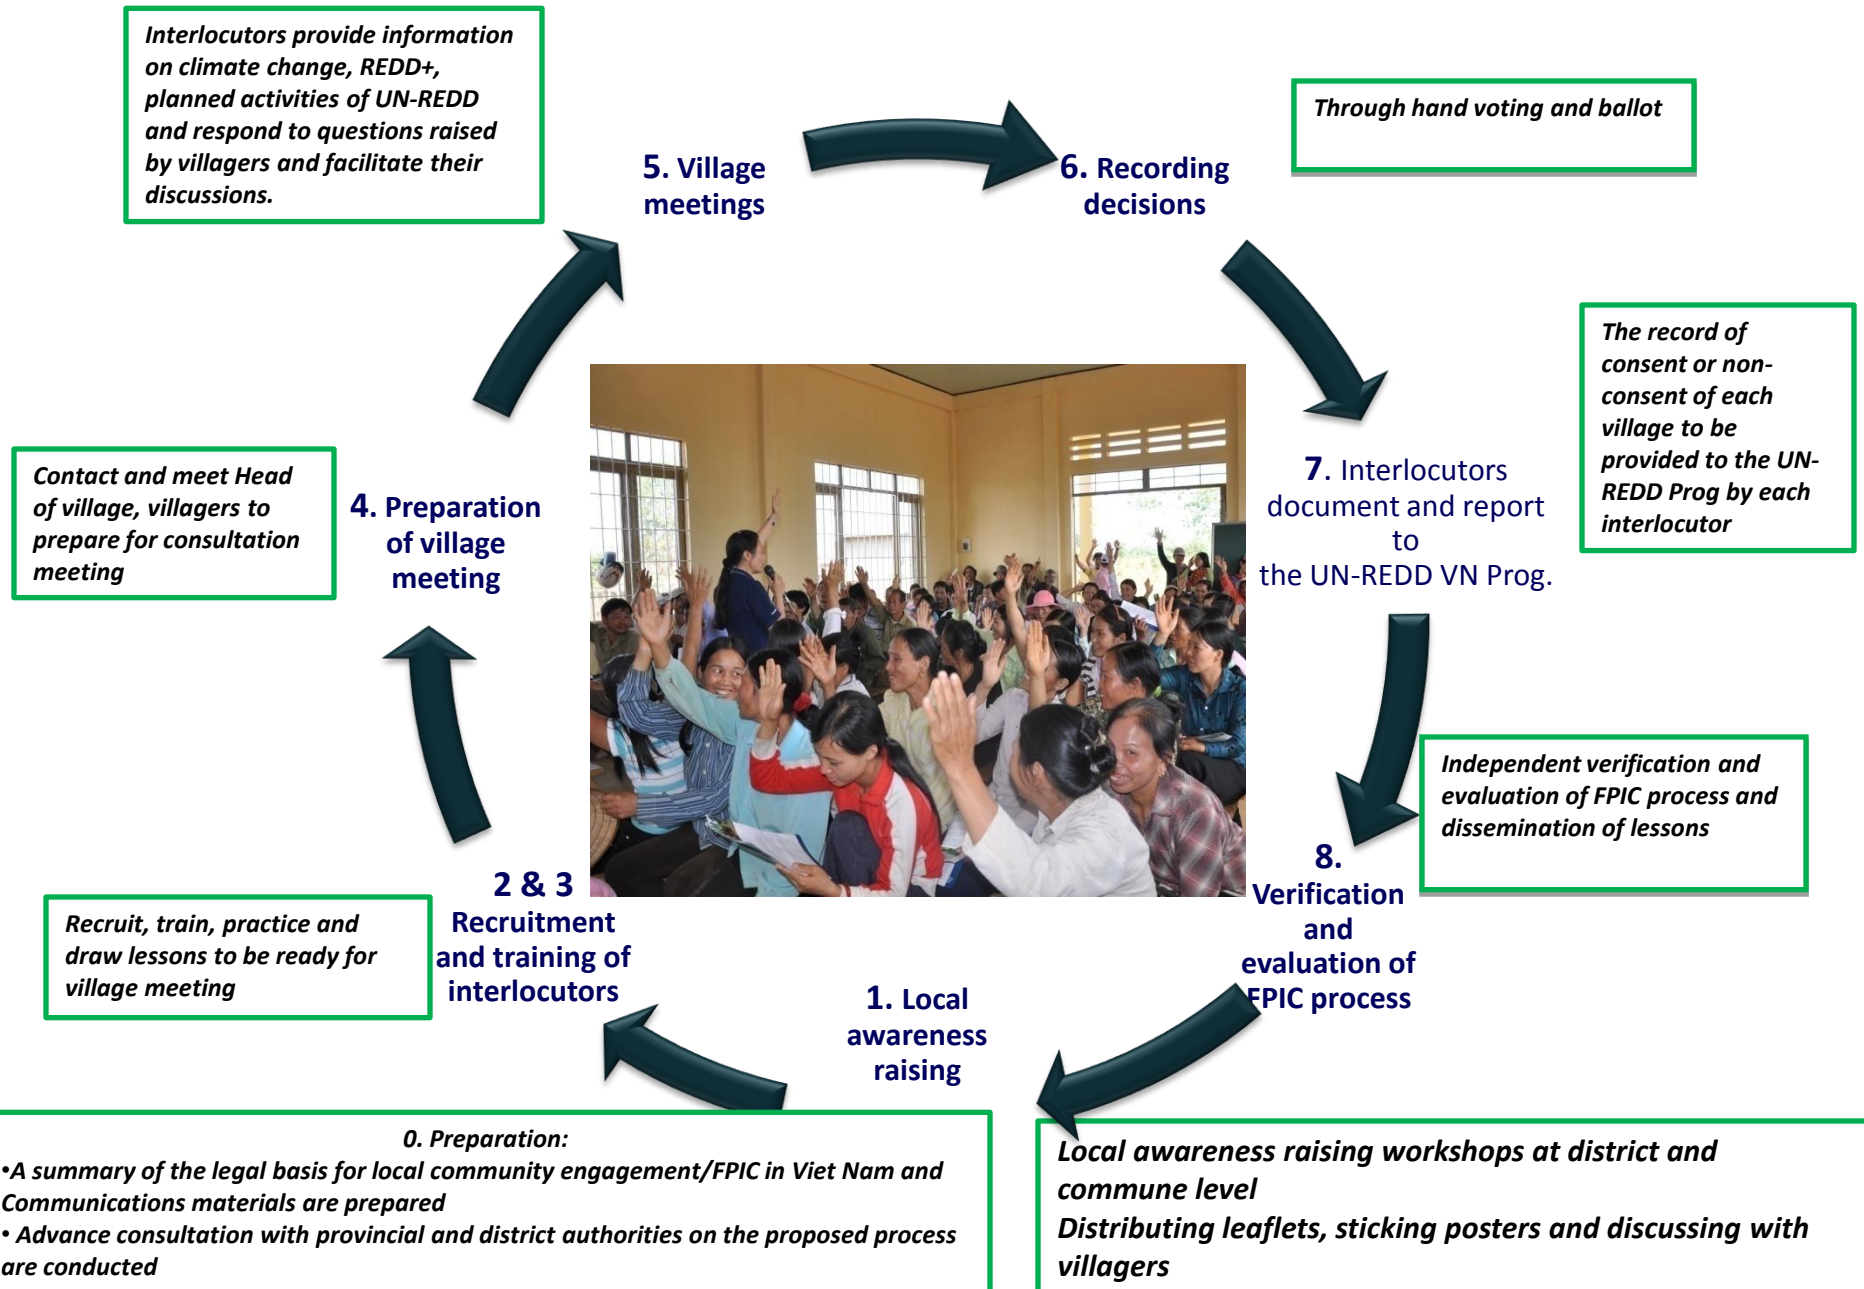 Interlocutors provide information
on climate change, REDD+,
planned activities of UN-REDD
and respond to questions raised
by villagers and facilitate their
discussions.
5. Village
meetings
6. Recording
decisions
Through hand voting and ballot
The record of
consent or non-
consent of each
village to be
provided to the UN-
REDD Prog by each
interlocutor
Contact and meet Head
of village, villagers to
prepare for consultation
meeting
4. Preparation
of village
meeting
7. Interlocutors
document and report
to
the UN-REDD VN Prog.
Independent verification and
evaluation of FPIC process and
dissemination of lessons
8.
Verification
and
evaluation of
FPIC process
2 & 3
Recruitment
and training of
interlocutors
Recruit, train, practice and
draw lessons to be ready for
village meeting
1. Local
awareness
raising
0. Preparation:
•A summary of the legal basis for local community engagement/FPIC in Viet Nam and
Communications materials are prepared
• Advance consultation with provincial and district authorities on the proposed process
are conducted
Local awareness raising workshops at district and
commune level
Distributing leaflets, sticking posters and discussing with
villagers